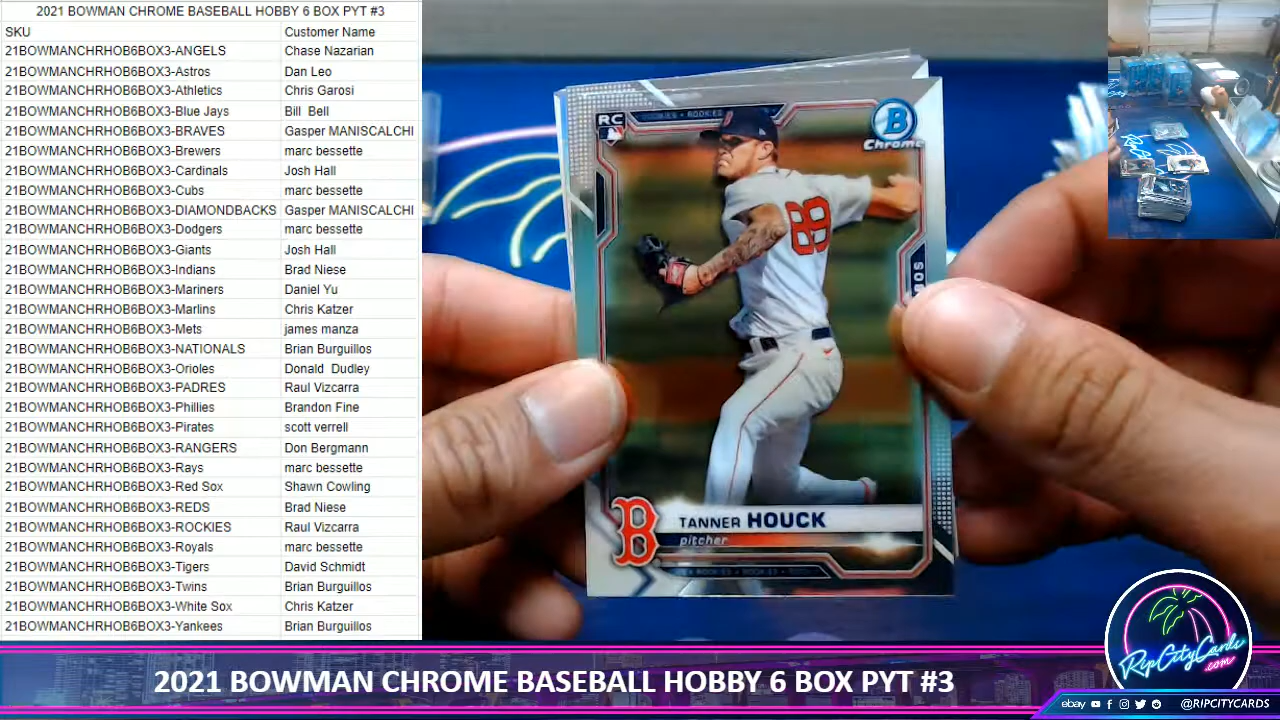 2021 BOWMAN CHROME BASEBALL HOBBY 6 BOX PYT #3
SKU Customer Name
21BOWMANCHRHOB6BOX3-ANGELS Chase Nazarian
21BOWMANCHRHOB6BOX3-Astros Dan Leo
21BOWMANCHRHOB6BOX3-Athletics Chris Garosi
21BOWMANCHRHOB6BOX3-Blue Jays Bill Bell
21BOWMANCHRHOB6BOX3-BRAVES Gasper MANISCALCHI
21BOWMANCHRHOB6BOX3-Brewers marc bessette
21BOWMANCHRHOB6BOX3-Cardinals Josh Hall
21BOWMANCHRHOB6BOX3-Cubs marc bessette
21BOWMANCHRHOB6BOX3-DIAMONDBACKS Gasper MANISCALCHI
21BOWMANCHRHOB6BOX3-Dodgers marc bessette
21BOWMANCHRHOB6BOX3-Giants Josh Hall
21BOWMANCHRHOB6BOX3-Indians Brad Niese
21BOWMANCHRHOB6BOX3-Mariners Daniel Yu
21BOWMANCHRHOB6BOX3-Marlins Chris Katzer
21BOWMANCHRHOB6BOX3-Mets james manza
21BOWMANCHRHOB6BOX3-NATIONALS Brian Burguillos
21BOWMANCHRHOB6BOX3-Orioles Donald Dudley
21BOWMANCHRHOB6BOX3-PADRES Raul Vizcarra
21BOWMANCHRHOB6BOX3-Phillies Brandon Fine
21BOWMANCHRHOB6BOX3-Pirates scott verrell
21BOWMANCHRHOB6BOX3-RANGERS Don Bergmann
21BOWMANCHRHOB6BOX3-Rays marc bessette
21BOWMANCHRHOB6BOX3-Red Sox Shawn Cowling
21BOWMANCHRHOB6BOX3-REDS Brad Niese
21BOWMANCHRHOB6BOX3-ROCKIES Raul Vizcarra
21BOWMANCHRHOB6BOX3-Royals marc bessette
21BOWMANCHRHOB6BOX3-Tigers David Schmidt
21BOWMANCHRHOB6BOX3-Twins Brian Burguillos
21BOWMANCHRHOB6BOX3-White Sox Chris Katzer
21BOWMANCHRHOB6BOX3-Yankees Brian Burguillos
RC
B
Chrome
89
BOS
B
TANNER HOUCK
pitcher
2021 BOWMAN CHROME BASEBALL HOBBY 6 BOX PYT #3
RipCityCards
.com
ebay @RIPCITYCARDS